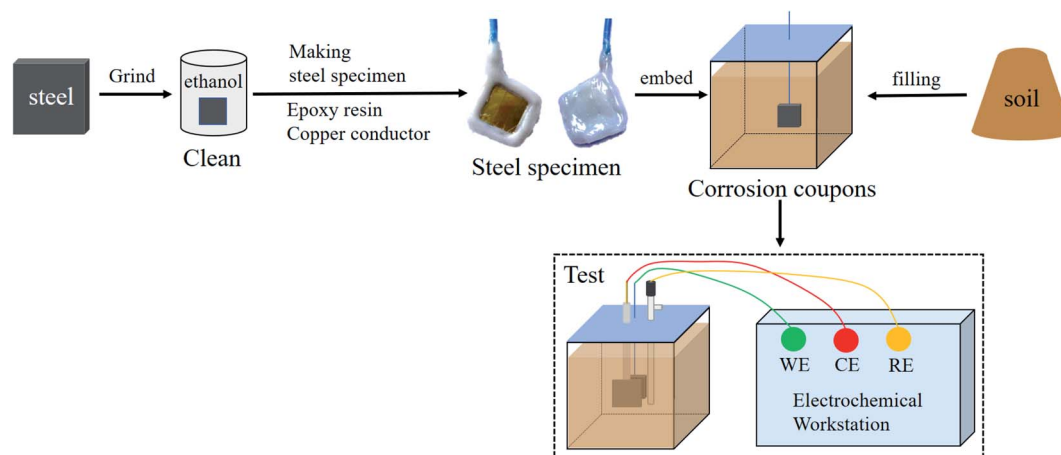 steel
Grind
ethanol
Clean
Making
steel specimen
Epoxy resin
Copper conductor
Steel specimen
embed
Corrosion coupons
filling
soil
Test
WE
CE
RE
Electrochemical
Workstation